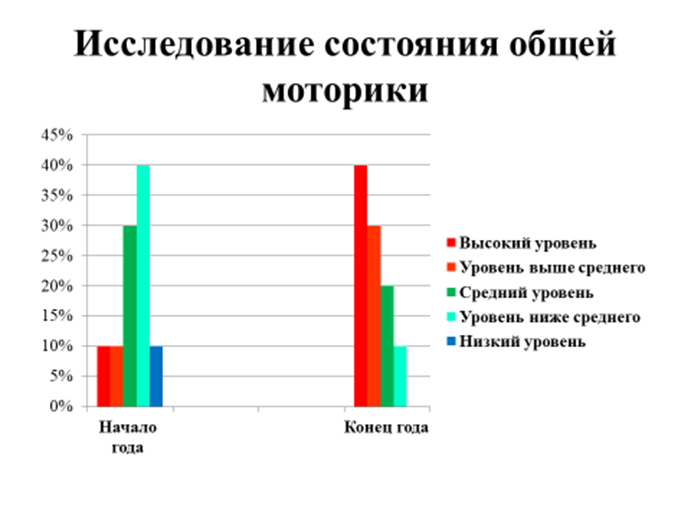 Исследование состояния общей
моторики
45%
40%
35%
30%
25%
20%
15%
10%
5%
0%
Начало
года
Конец года
Высокий уровень
Уровень выше среднего
Средний уровень
Уровень ниже среднего
Низкий уровень